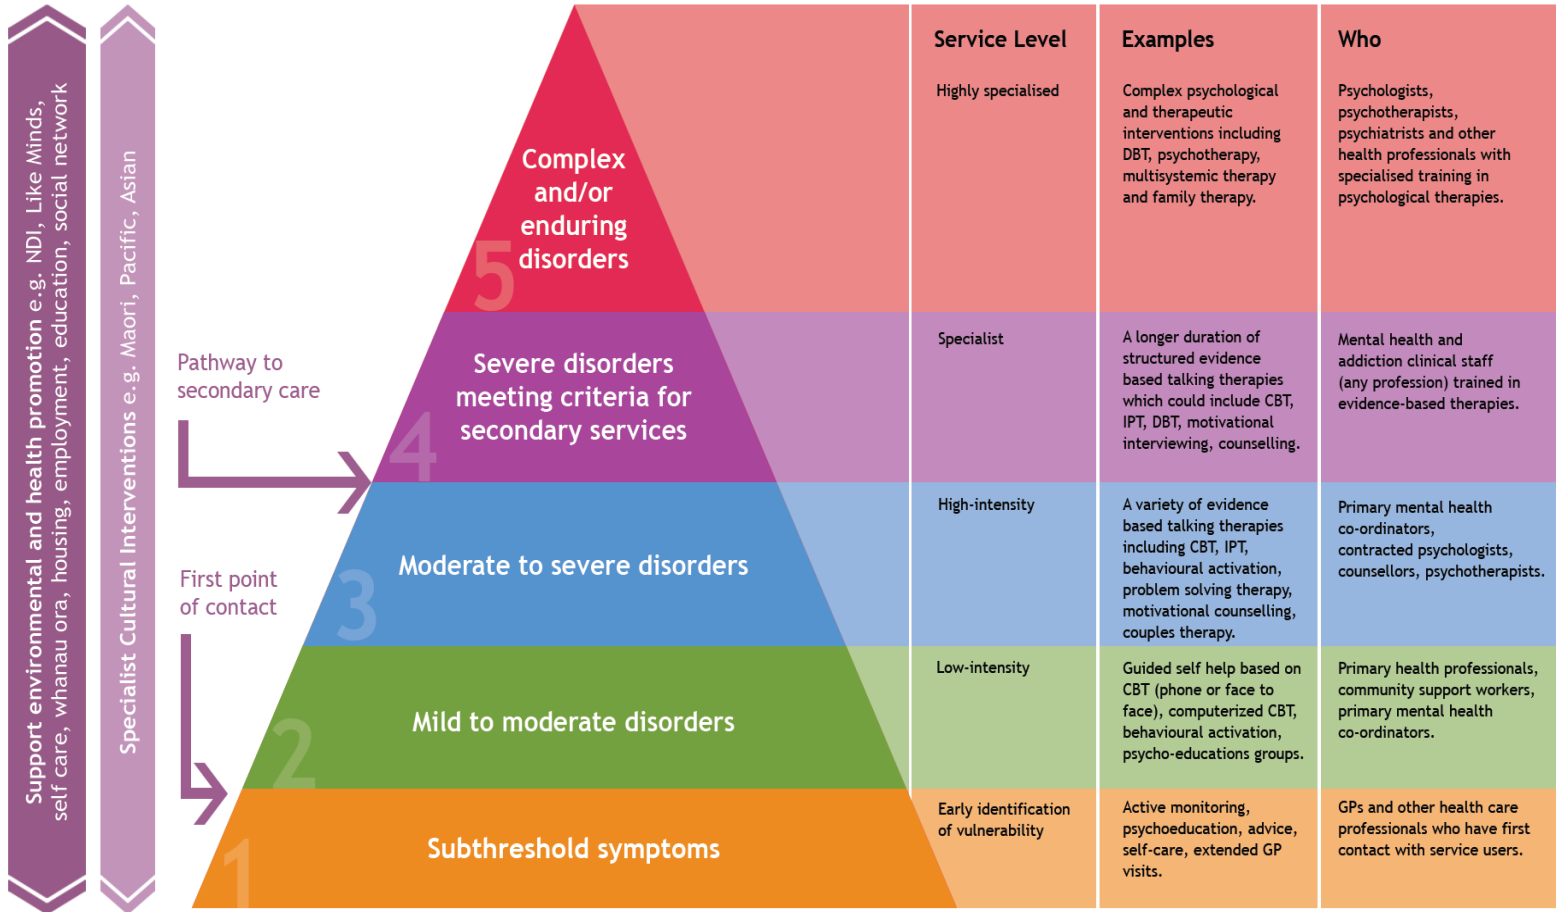 Support environmental and health promotion e.g. NDI, Like Minds,
self care, whanau ora, housing, employment, education, social network
Specialist Cultural Interventions e.g. Maori, Pacific, Asian
Pathway to
secondary care
First point
of contact
5
Complex
and/or
enduring
disorders
4
Severe disorders
meeting criteria for
secondary services
3
Moderate to severe disorders
2
Mild to moderate disorders
1
Subthreshold symptoms
Service Level
Examples
Who
Highly specialised
Complex psychological
and therapeutic
interventions including
DBT, psychotherapy,
multisystemic therapy
and family therapy.
Psychologists,
psychotherapists,
psychiatrists and other
health professionals with
specialised training in
psychological therapies.
Specialist
A longer duration of
structured evidence
based talking therapies
which could include CBT,
IPT, DBT, motivational
interviewing, counselling.
Mental health and
addiction clinical staff
(any profession) trained in
evidence-based therapies.
High-intensity
A variety of evidence
based talking therapies
including CBT, IPT,
behavioural activation,
problem solving therapy,
motivational counselling,
couples therapy.
Primary mental health
co-ordinators,
contracted psychologists,
counsellors, psychotherapists.
Low-intensity
Guided self help based on
CBT (phone or face to
face), computerized CBT,
behavioural activation,
psycho-educations groups.
Primary health professionals,
community support workers,
primary mental health
co-ordinators.
Early identification
of vulnerability
Active monitoring,
psychoeducation, advice,
self-care, extended GP
visits.
GPs and other health care
professionals who have first
contact with service users.